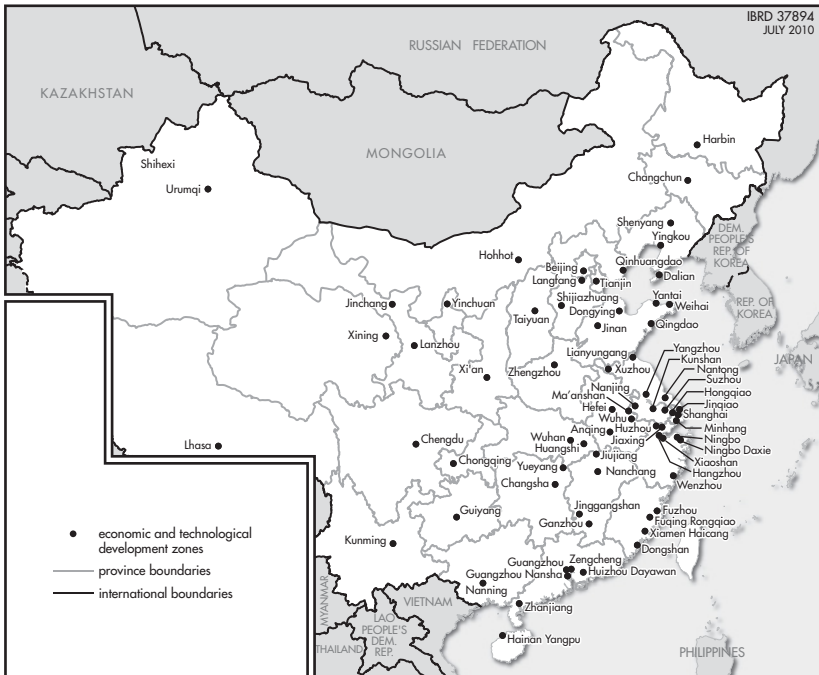 IBRD 37894
JULY 2010
RUSSIAN FEDERATION
KAZAKHSTAN
MONGOLIA
Harbin
Shihexi
Urumqi
Changchun
Shenyang
Yingkou
DEM.
PEOPLE'S
REP. OF
KOREA
Hohhot
Beijing
Qinhuangdao
Dalian
Langfang
Tianjin
Jinchang
Yinchuan
Shijiazhuang
Dongying
Yantai
Weihai
REP. OF
KOREA
Taiyuan
Jinan
Qingdao
Xining
Lanzhou
JAPAN
Lianyungang
Yangzhou
Kunshan
Xi'an
Zhengzhou
Xuzhou
Nantong
Suzhou
Nanjing
Hongqiao
Ma'anshan
Jinqiao
Hefei
Shanghai
Wuhu
Minhang
Anqing
Huzhou
Lhasa
Chengdu
Wuhan
Jiaxing
Ningbo
Huangshi
Ningbo Daxie
Chongqing
Jiujiang
Xiaoshan
Yueyang
Nanchang
Hangzhou
Changsha
Wenzhou
Jinggangshan
Fuzhou
Guiyang
Ganzhou
Fuqing Rongqiao
Xiamen Haicang
Kunming
Dongshan
Guangzhou
Zengcheng
Guangzhou Nansha
Huizhou Dayawan
Nanning
Zhanjiang
Hainan Yangpu
MYANMAR
VIETNAM
LAO
PEOPLE'S
DEM.
REP.
THAILAND
PHILIPPINES
economic and technological
development zones
province boundaries
international boundaries